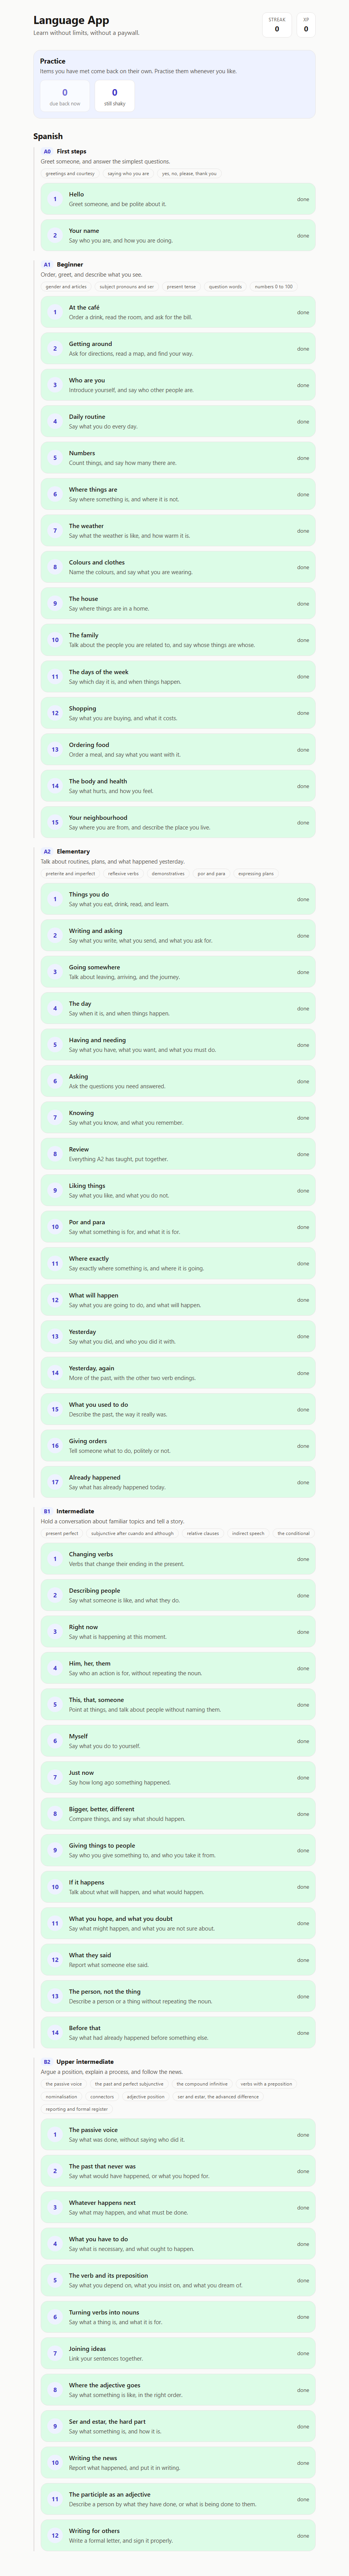 Language App
Learn without limits, without a paywall.
STREAK
0
XP
0
Practice
Items you have met come back on their own. Practise them whenever you like.
0
due back now
0
still shaky
Spanish
A0 First steps
Greet someone, and answer the simplest questions.
greetings and courtesy
saying who you are
yes, no, please, thank you
1 Hello done
Greet someone, and be polite about it.
2 Your name done
Say who you are, and how you are doing.
A1 Beginner
Order, greet, and describe what you see.
gender and articles
subject pronouns and ser
present tense
question words
numbers 0 to 100
1 At the café done
Order a drink, read the room, and ask for the bill.
2 Getting around done
Ask for directions, read a map, and find your way.
3 Who are you done
Introduce yourself, and say who other people are.
4 Daily routine done
Say what you do every day.
5 Numbers done
Count things, and say how many there are.
6 Where things are done
Say where something is, and where it is not.
7 The weather done
Say what the weather is like, and how warm it is.
8 Colours and clothes done
Name the colours, and say what you are wearing.
9 The house done
Say where things are in a home.
10 The family done
Talk about the people you are related to, and say whose things are whose.
11 The days of the week done
Say which day it is, and when things happen.
12 Shopping done
Say what you are buying, and what it costs.
13 Ordering food done
Order a meal, and say what you want with it.
14 The body and health done
Say what hurts, and how you feel.
15 Your neighbourhood done
Say where you are from, and describe the place you live.
A2 Elementary
Talk about routines, plans, and what happened yesterday.
preterite and imperfect
reflexive verbs
demonstratives
por and para
expressing plans
1 Things you do done
Say what you eat, drink, read, and learn.
2 Writing and asking done
Say what you write, what you send, and what you ask for.
3 Going somewhere done
Talk about leaving, arriving, and the journey.
4 The day done
Say when it is, and when things happen.
5 Having and needing done
Say what you have, what you want, and what you must do.
6 Asking done
Ask the questions you need answered.
7 Knowing done
Say what you know, and what you remember.
8 Review done
Everything A2 has taught, put together.
9 Liking things done
Say what you like, and what you do not.
10 Por and para done
Say what something is for, and what it is for.
11 Where exactly done
Say exactly where something is, and where it is going.
12 What will happen done
Say what you are going to do, and what will happen.
13 Yesterday done
Say what you did, and who you did it with.
14 Yesterday, again done
More of the past, with the other two verb endings.
15 What you used to do done
Describe the past, the way it really was.
16 Giving orders done
Tell someone what to do, politely or not.
17 Already happened done
Say what has already happened today.
B1 Intermediate
Hold a conversation about familiar topics and tell a story.
present perfect
subjunctive after cuando and although
relative clauses
indirect speech
the conditional
1 Changing verbs done
Verbs that change their ending in the present.
2 Describing people done
Say what someone is like, and what they do.
3 Right now done
Say what is happening at this moment.
4 Him, her, them done
Say who an action is for, without repeating the noun.
5 This, that, someone done
Point at things, and talk about people without naming them.
6 Myself done
Say what you do to yourself.
7 Just now done
Say how long ago something happened.
8 Bigger, better, different done
Compare things, and say what should happen.
9 Giving things to people done
Say who you give something to, and who you take it from.
10 If it happens done
Talk about what will happen, and what would happen.
11 What you hope, and what you doubt done
Say what might happen, and what you are not sure about.
12 What they said done
Report what someone else said.
13 The person, not the thing done
Describe a person or a thing without repeating the noun.
14 Before that done
Say what had already happened before something else.
B2 Upper intermediate
Argue a position, explain a process, and follow the news.
the passive voice
the past and perfect subjunctive
the compound infinitive
verbs with a preposition
nominalisation
connectors
adjective position
ser and estar, the advanced difference
reporting and formal register
1 The passive voice done
Say what was done, without saying who did it.
2 The past that never was done
Say what would have happened, or what you hoped for.
3 Whatever happens next done
Say what may happen, and what must be done.
4 What you have to do done
Say what is necessary, and what ought to happen.
5 The verb and its preposition done
Say what you depend on, what you insist on, and what you dream of.
6 Turning verbs into nouns done
Say what a thing is, and what it is for.
7 Joining ideas done
Link your sentences together.
8 Where the adjective goes done
Say what something is like, in the right order.
9 Ser and estar, the hard part done
Say what something is, and how it is.
10 Writing the news done
Report what happened, and put it in writing.
11 The participle as an adjective done
Describe a person by what they have done, or what is being done to them.
12 Writing for others done
Write a formal letter, and sign it properly.